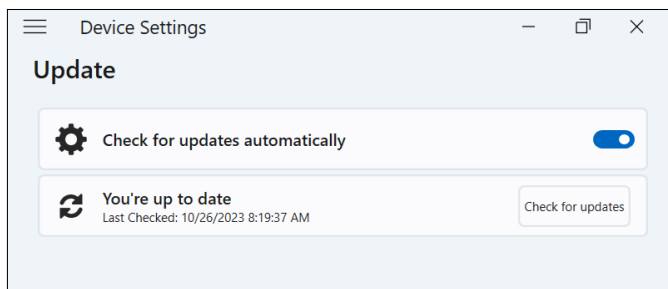 Device Settings
Update
Check for updates automatically
You're up to date
Last Checked: 10/26/2023 8:19:37 AM
Check for updates